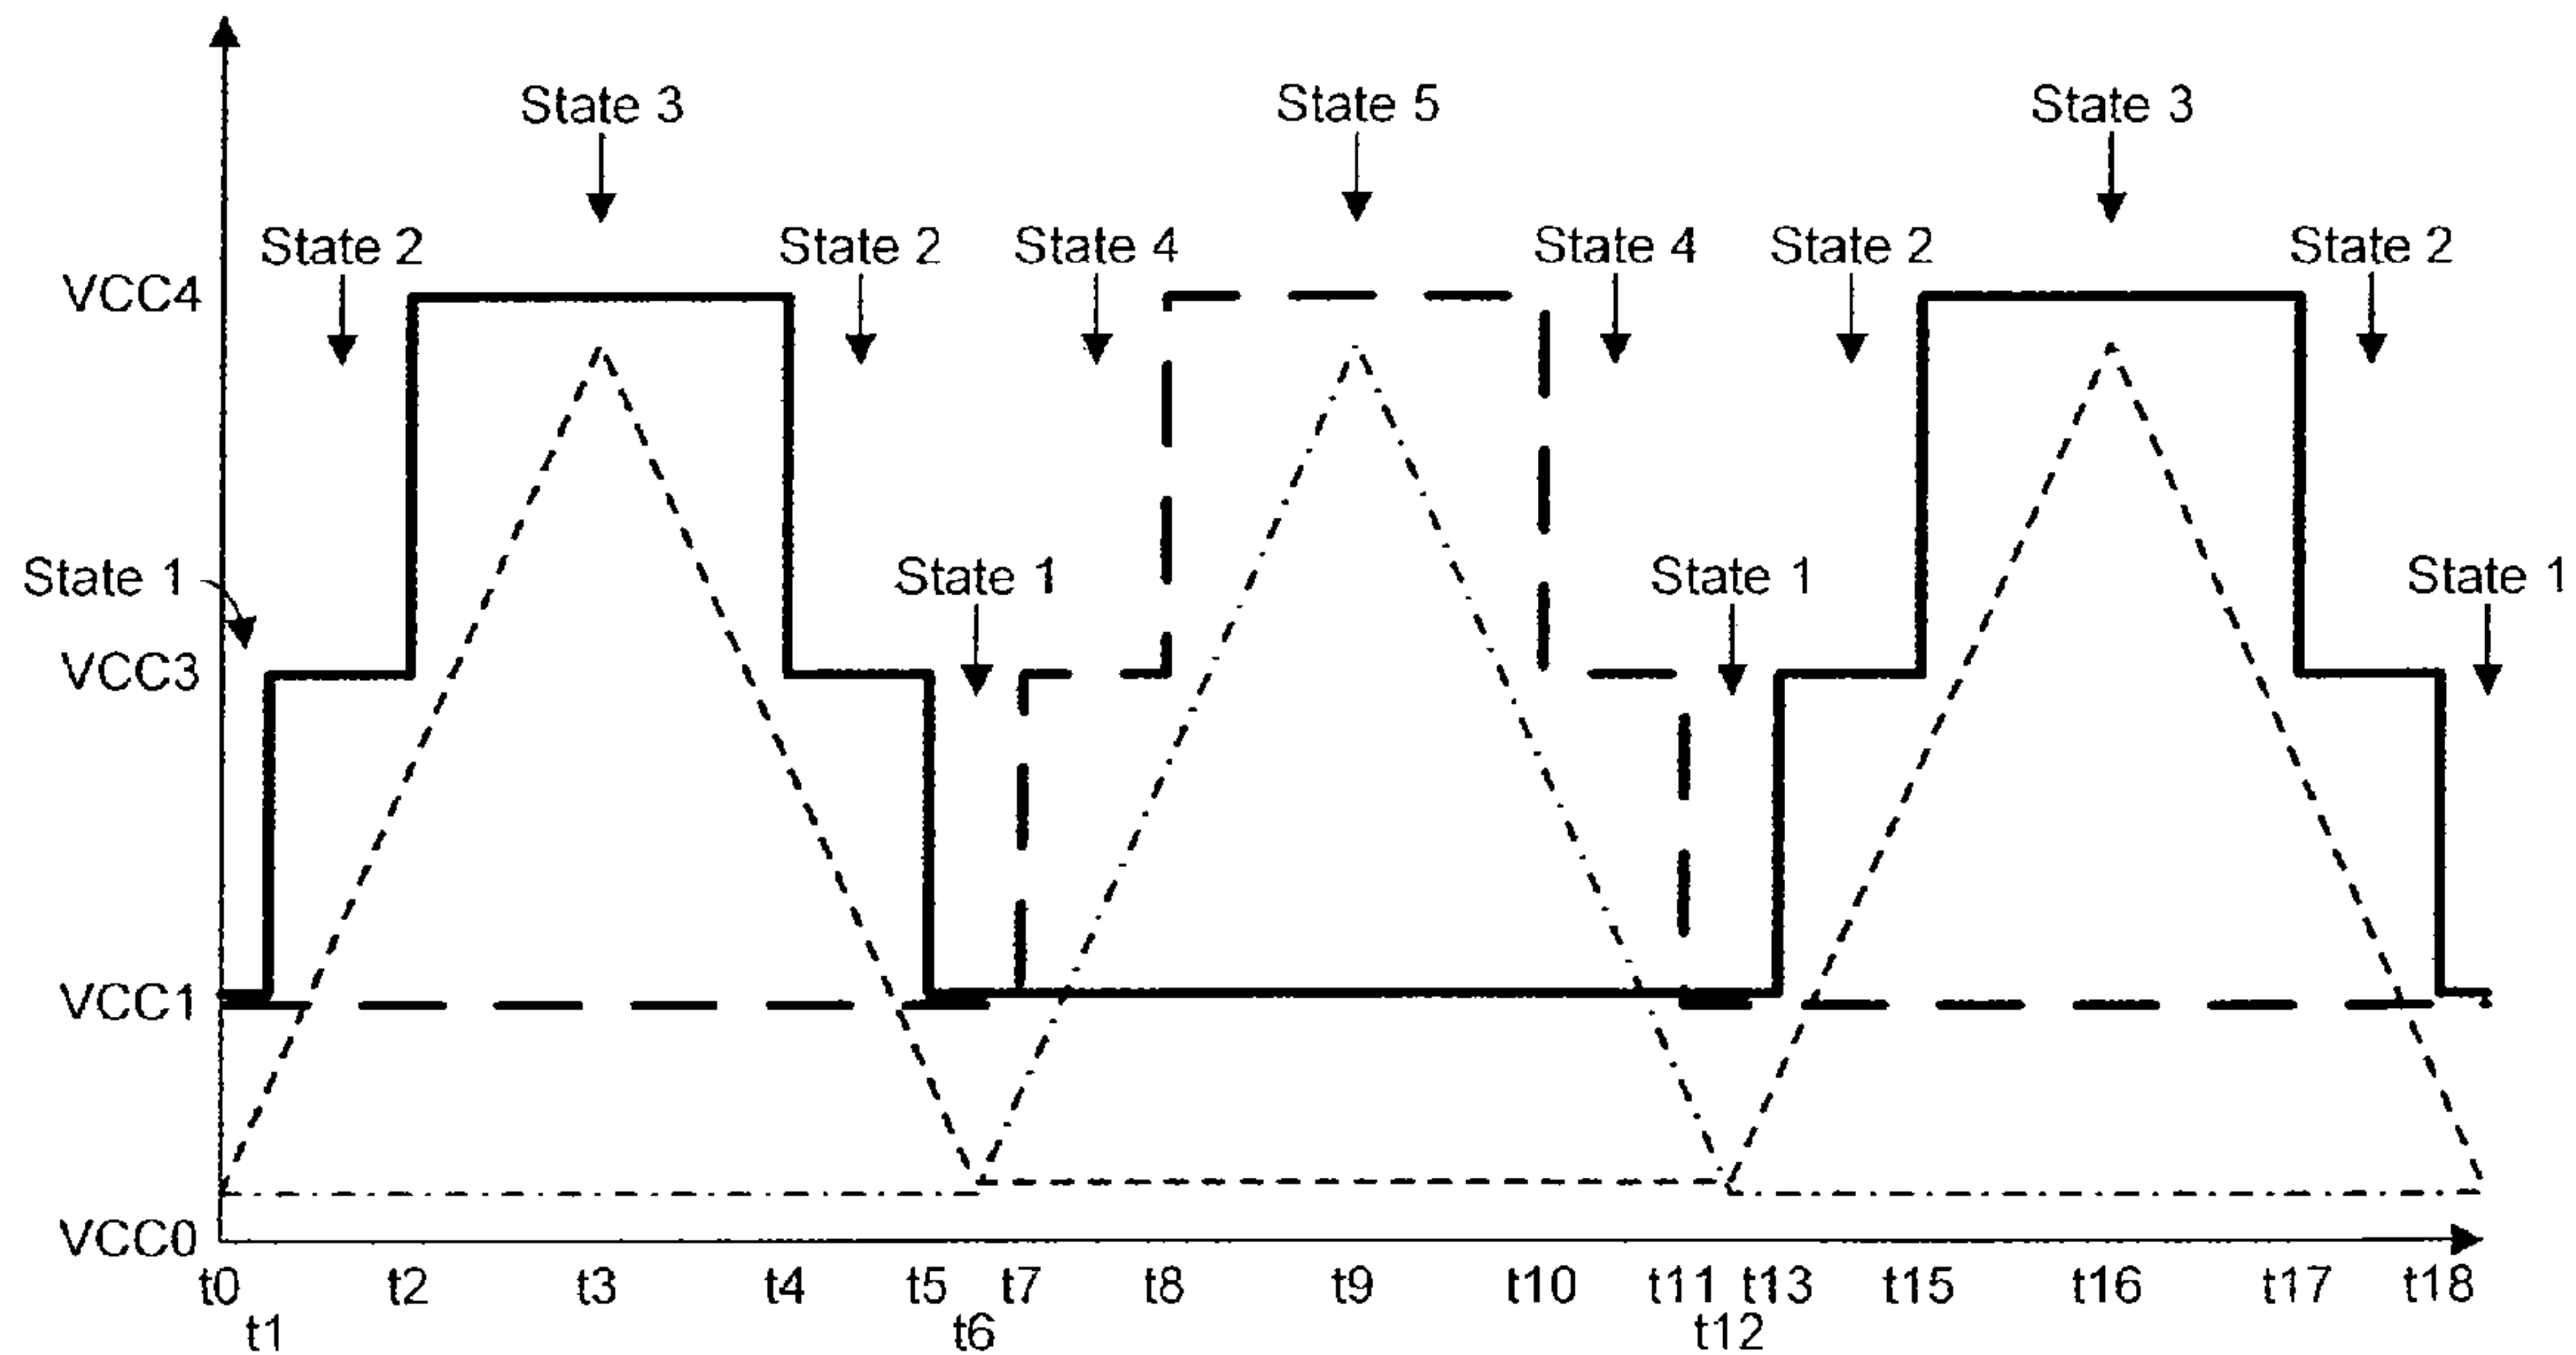 State 3
State 5
State 3
State 2
State 2
State 4
State 4
State 2
State 2
VCC4
State 1
State 1
State 1
State 1
VCC3
VCC1
VCC0
t0 t2 t3 t4 t5 t7 t8 t9 t10 t11 t13 t15 t16 t17 t18
t1 t6 t12